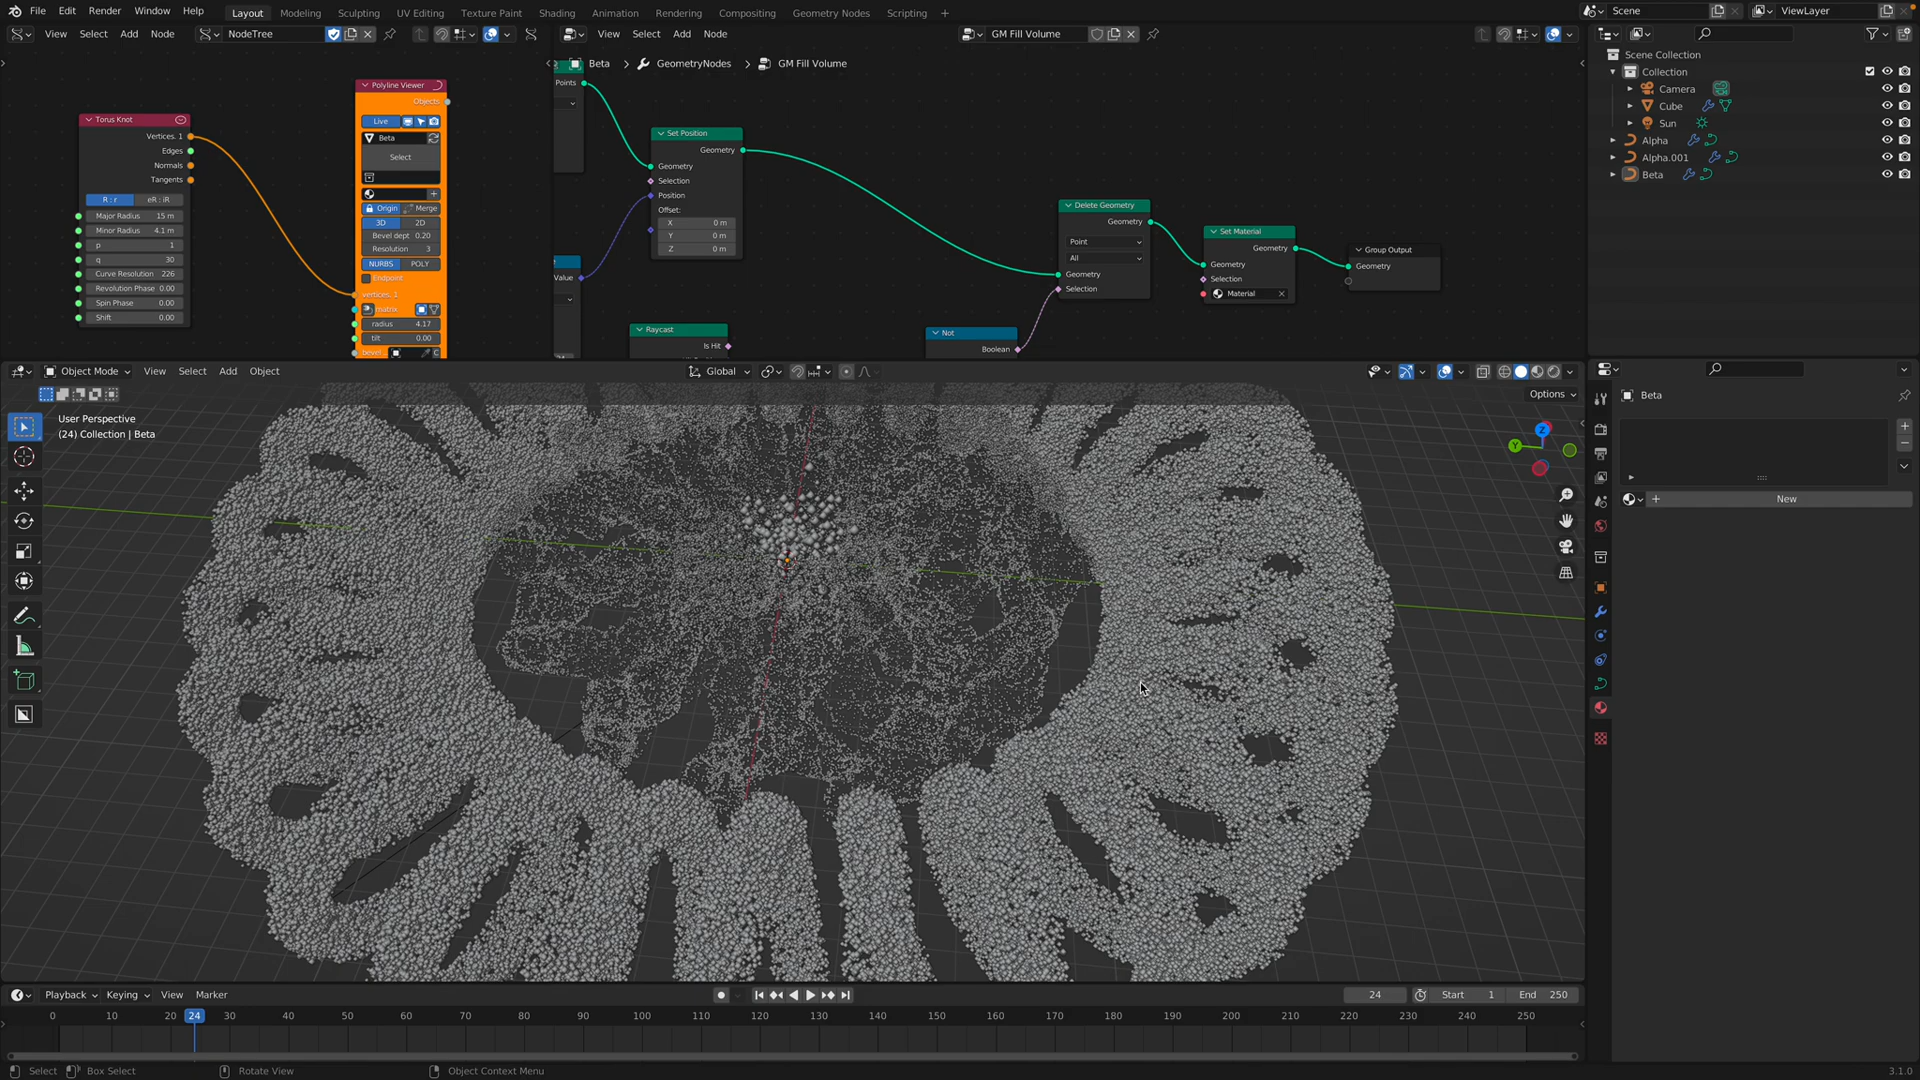 File Edit Render Window Help Layout Modeling Sculpting UV Editing Texture Paint Shading Animation Rendering Compositing Geometry Nodes Scripting + Scene ViewLayer
View Select Add Node NodeTree
View Select Add Node GM Fill Volume
Beta > GeometryNodes > GM Fill Volume
Scene Collection
Collection
Camera
Cube
Sun
Alpha
Alpha.001
Beta
Torus Knot
Vertices. 1
Edges
Normals
Tangents
R : r eR : iR
Major Radius 15 m
Minor Radius 4.1 m
p 1
q 30
Curve Resolution 226
Revolution Phase 0.00
Spin Phase 0.00
Shift 0.00
Polyline Viewer
Objects
Live
Beta
Select
Origin Merge
3D 2D
Bevel dept 0.20
Resolution 3
NURBS POLY
Endpoint
vertices. 1
matrix
radius 4.17
tilt 0.00
bevel
Points
Value
Set Position
Geometry
Geometry
Selection
Position
Offset:
X 0 m
Y 0 m
Z 0 m
Raycast
Is Hit
Not
Boolean
Delete Geometry
Geometry
Point
All
Geometry
Selection
Set Material
Geometry
Geometry
Selection
Material
Group Output
Geometry
Object Mode View Select Add Object Global
Options
User Perspective
(24) Collection | Beta
Beta
New
Playback Keying View Marker 24 Start 1 End 250
0 24 30 40 50 60 70 80 90 100 110 120 130 140 150 160 170 180 190 200 210 220 230 240 250
Select Box Select Rotate View Object Context Menu 3.1.0